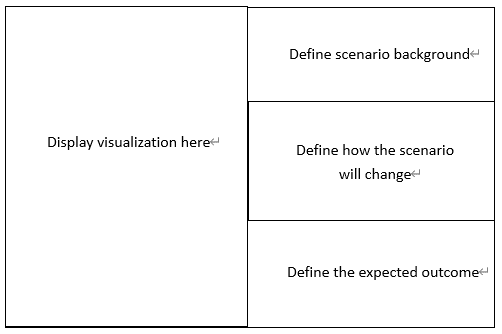 Display visualization here
Define scenario background
Define how the scenario
will change
Define the expected outcome